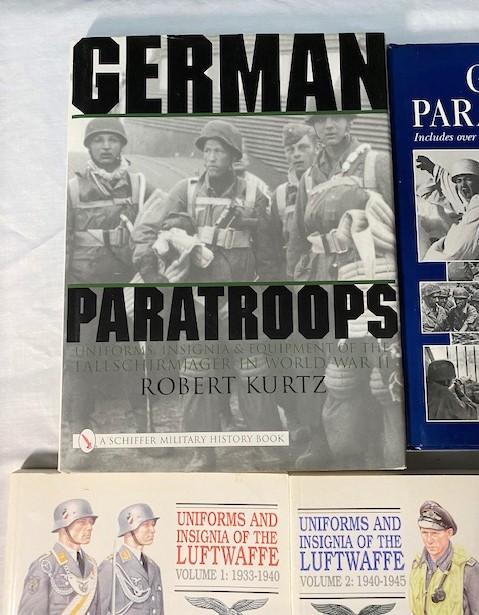 GERMAN
PARATROOPS
UNIFORMS, INSIGNIA & EQUIPMENT OF THE
FALLSCHIRMJAGER IN WORLD WAR II
ROBERT KURTZ
A SCHIFFER MILITARY HISTORY BOOK
Includes over
UNIFORMS AND
INSIGNIA OF THE
LUFTWAFFE
VOLUME 1: 1933-1940
UNIFORMS AND
INSIGNIA OF THE
LUFTWAFFE
VOLUME 2: 1940-1945